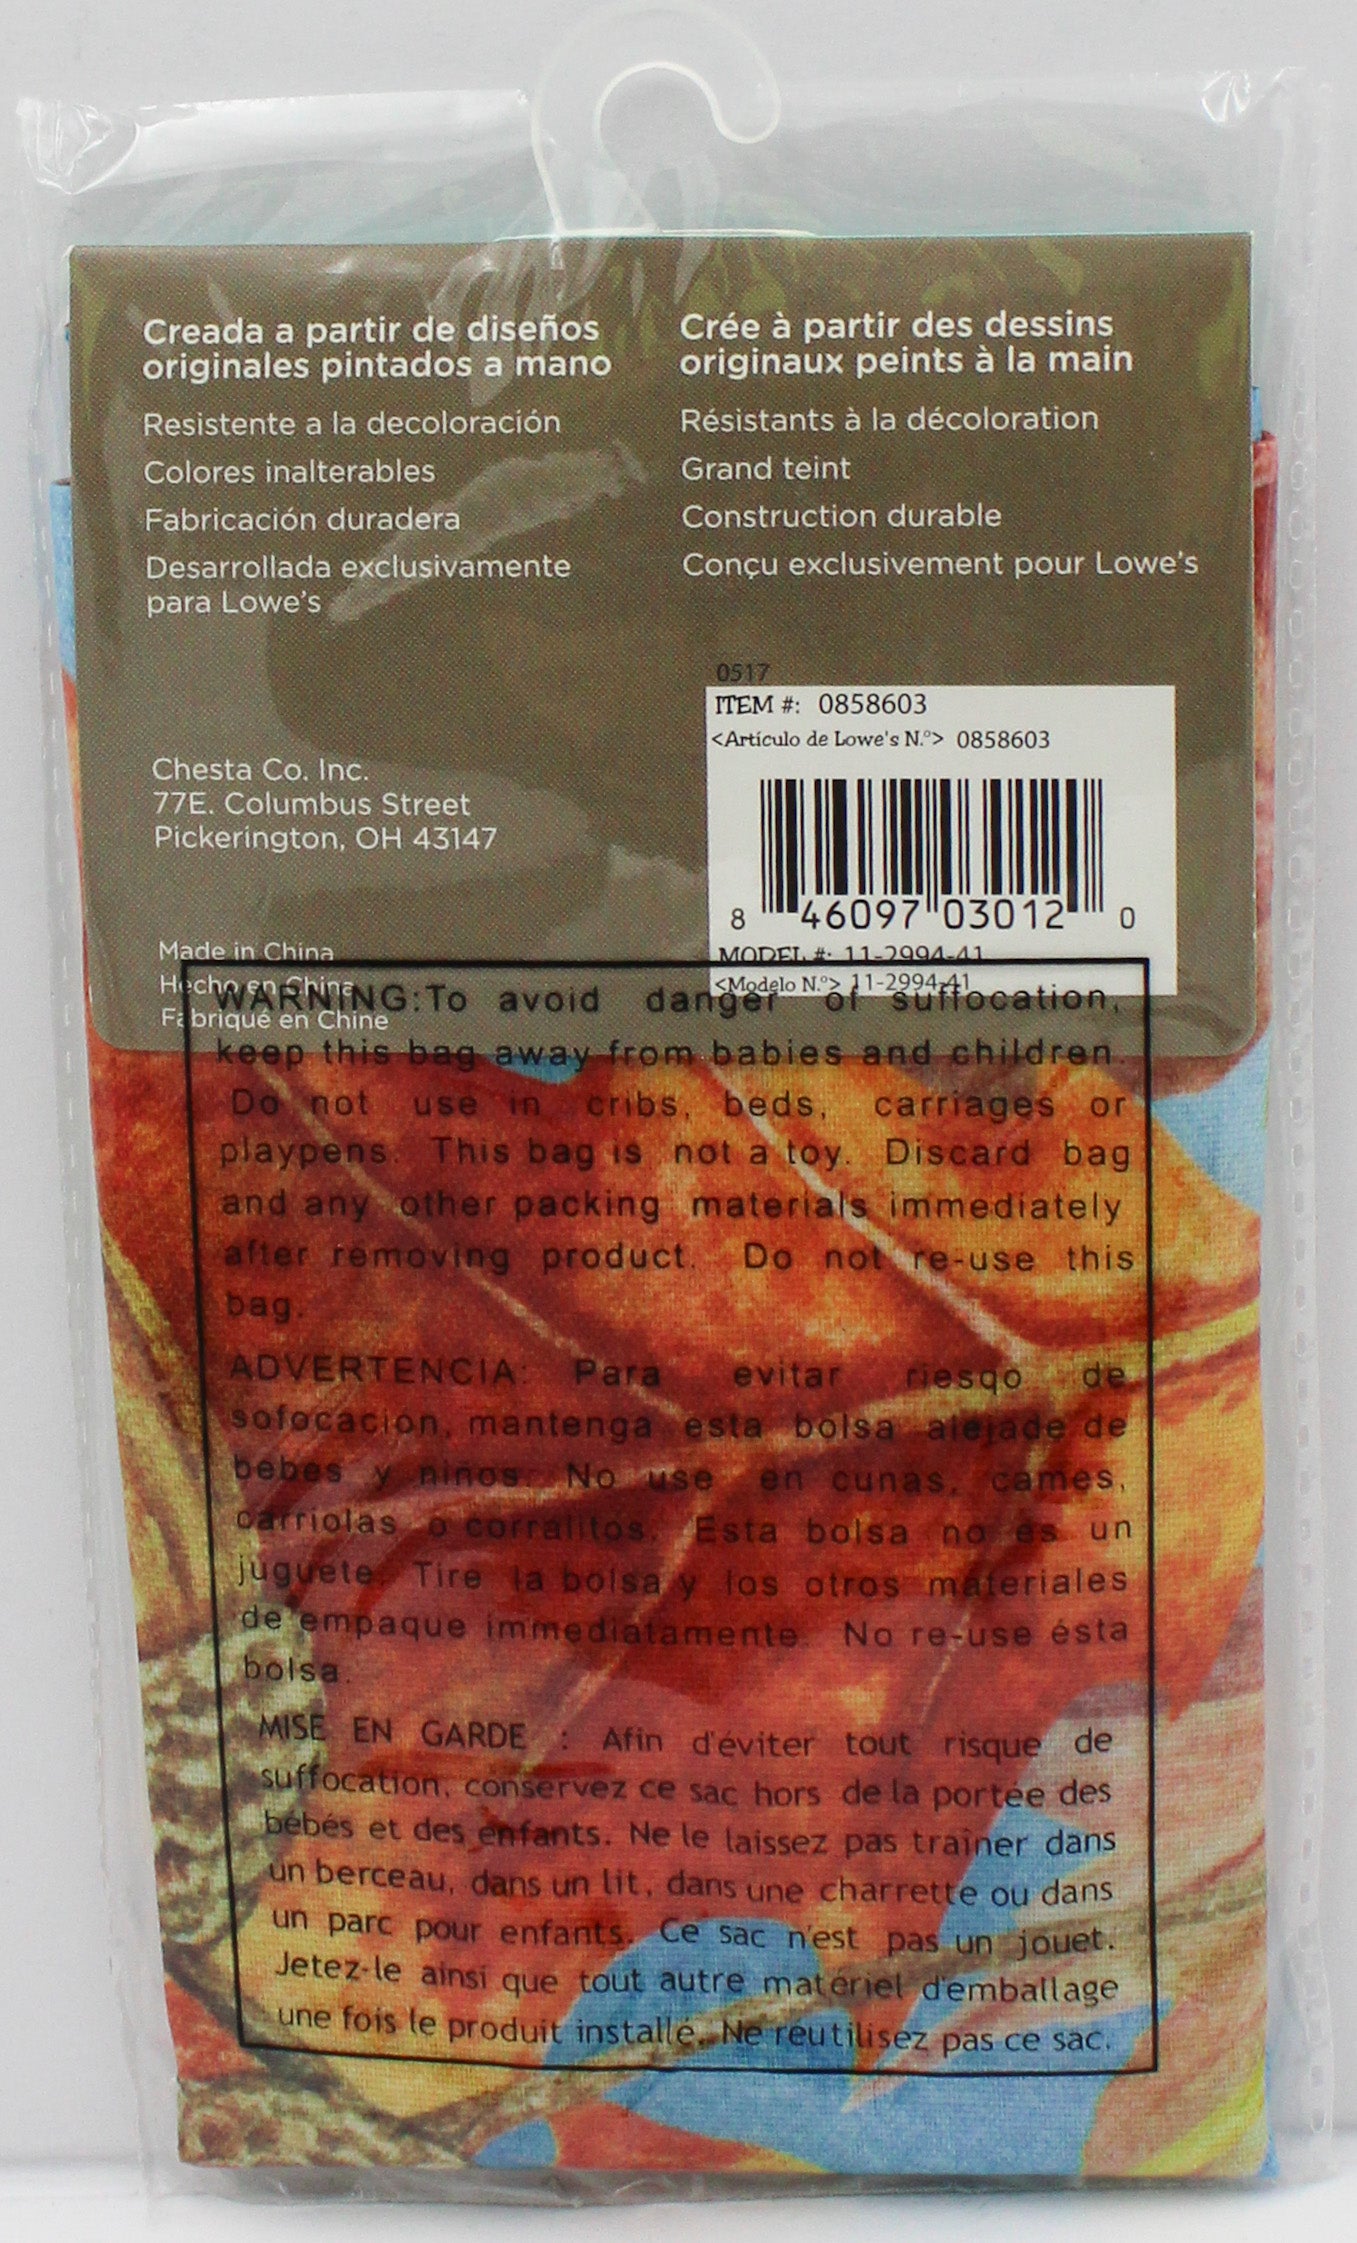 Creada a partir de diseños
originales pintados a mano
Resistente a la decoloración
Colores inalterables
Fabricación duradera
Desarrollada exclusivamente
para Lowe's
Crée à partir des dessins
originaux peints à la main
Résistants à la décoloration
Grand teint
Construction durable
Conçu exclusivement pour Lowe's
0517
ITEM #: 0858603
<Artículo de Lowe's N.º> 0858603
8 46097 03012 0
MODEL #: 11-2994-41
<Modelo N.º> 11-2994-41
Chesta Co. Inc.
77E. Columbus Street
Pickerington, OH 43147
Made in China
Hecho en China
Fabriqué en Chine
WARNING:To avoid danger of suffocation,
keep this bag away from babies and children.
Do not use in cribs, beds, carriages or
playpens. This bag is not a toy. Discard bag
and any other packing materials immediately
after removing product. Do not re-use this
bag.
ADVERTENCIA: Para evitar riesqo de
sofocación, mantenga esta bolsa alejade de
bebes y niños. No use en cunas, cames,
carriolas o corralitos. Esta bolsa no es un
juguete. Tire la bolsa y los otros materiales
de empaque immediatamente. No re-use ésta
bolsa.
MISE EN GARDE : Afin d'éviter tout risque de
suffocation, conservez ce sac hors de la portée des
bébés et des enfants. Ne le laissez pas traîner dans
un berceau, dans un lit, dans une charrette ou dans
un parc pour enfants. Ce sac n'est pas un jouet.
Jetez-le ainsi que tout autre matériel d'emballage
une fois le produit installé. Ne réutilisez pas ce sac.